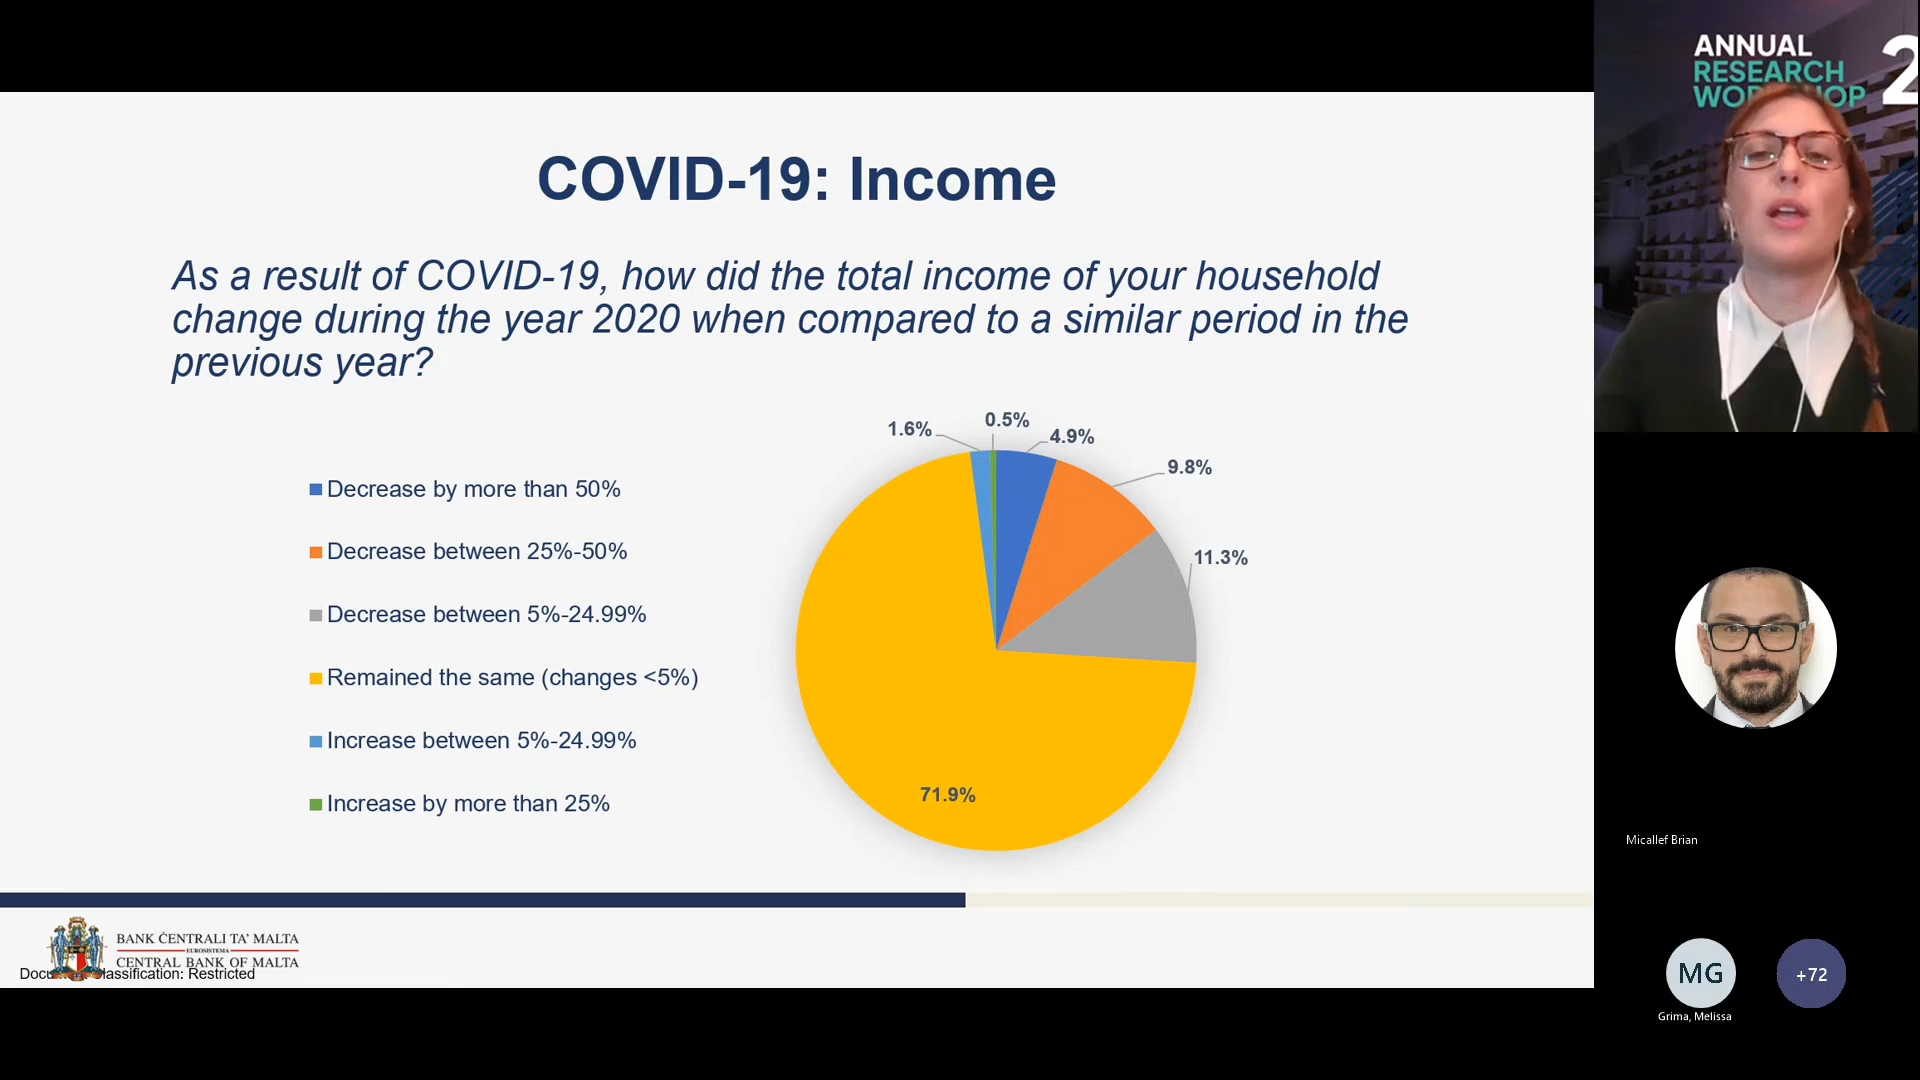 COVID-19: Income
As a result of COVID-19, how did the total income of your household
change during the year 2020 when compared to a similar period in the
previous year?
Decrease by more than 50%
Decrease between 25%-50%
Decrease between 5%-24.99%
Remained the same (changes <5%)
Increase between 5%-24.99%
Increase by more than 25%
1.6%
0.5%
4.9%
9.8%
11.3%
71.9%
BANK ĊENTRALI TA' MALTA
EUROSISTEMA
CENTRAL BANK OF MALTA
Classification: Restricted
ANNUAL
RESEARCH
2
Micallef Brian
MG
+72
Grima, Melissa